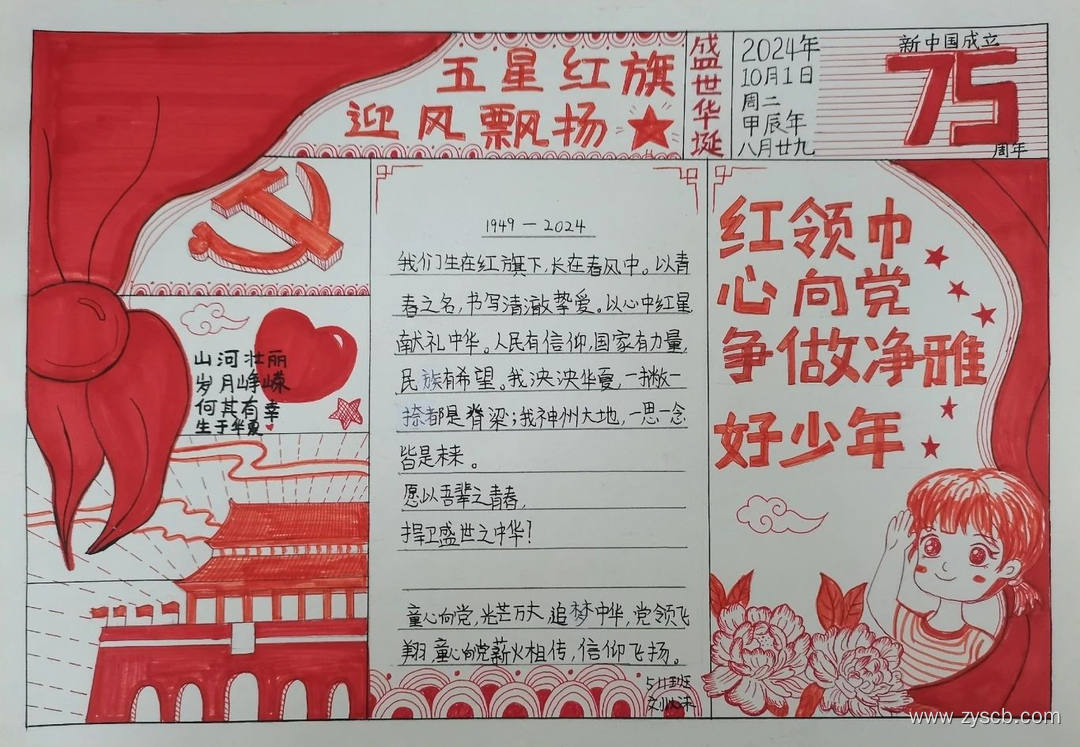 五星红旗
迎风飘扬
盛世华诞
2024年
10月1日
周二
甲辰年
八月廿九
新中国成立
75
周年
山河壮丽
岁月峥嵘
何其有幸
生于华夏
1949—2024
我们生在红旗下,长在春风中。以青
春之名,书写清澈挚爱。以心中红星
献礼中华。人民有信仰,国家有力量,
民族有希望。我泱泱华夏,一撇一
捺都是脊梁;我神州大地,一思一念
皆是未来。
愿以吾辈之青春,
捍卫盛世之中华!
童心向党,光芒万大,追梦中华,党领飞
翔,童心向党薪火相传,信仰飞扬。
红领巾
心向党
争做净雅
好少年
www.zyscb.com